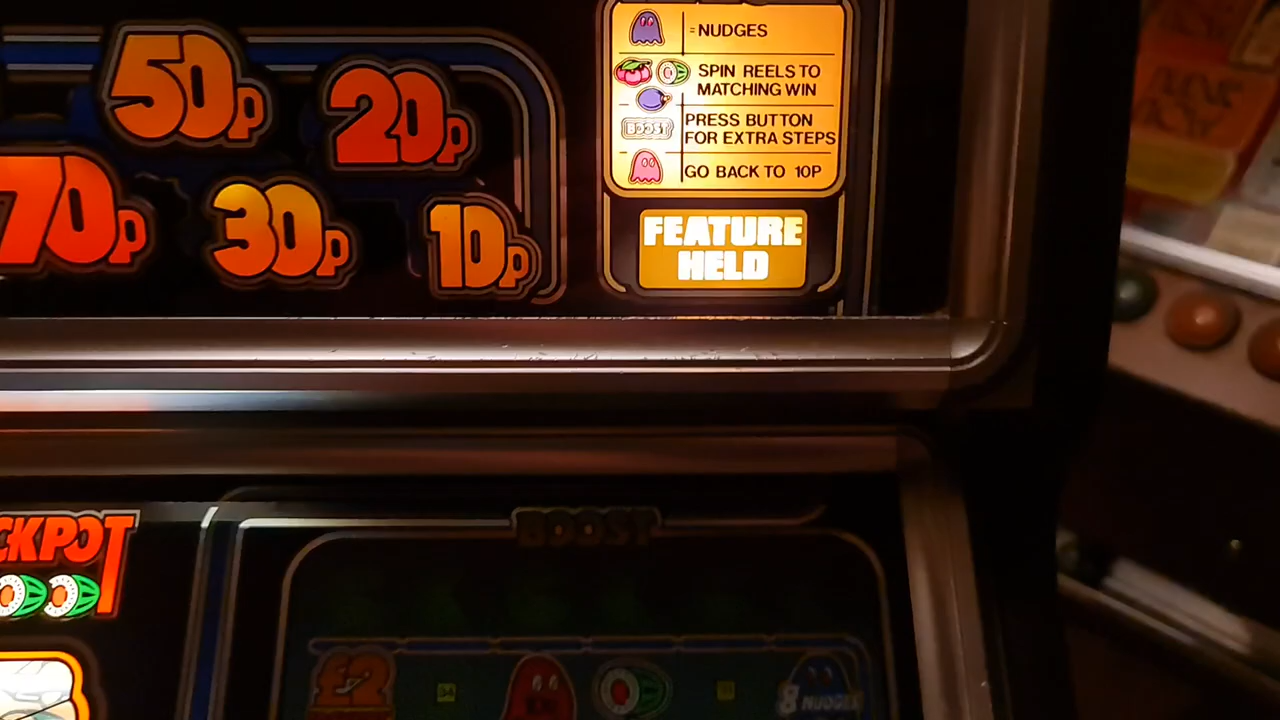 50p
20p
70p
30p
10p
= NUDGES
SPIN REELS TO
MATCHING WIN
BOOST
PRESS BUTTON
FOR EXTRA STEPS
GO BACK TO 10P
FEATURE
HELD
CKPOT
BOOST
£2
8 NUDGES